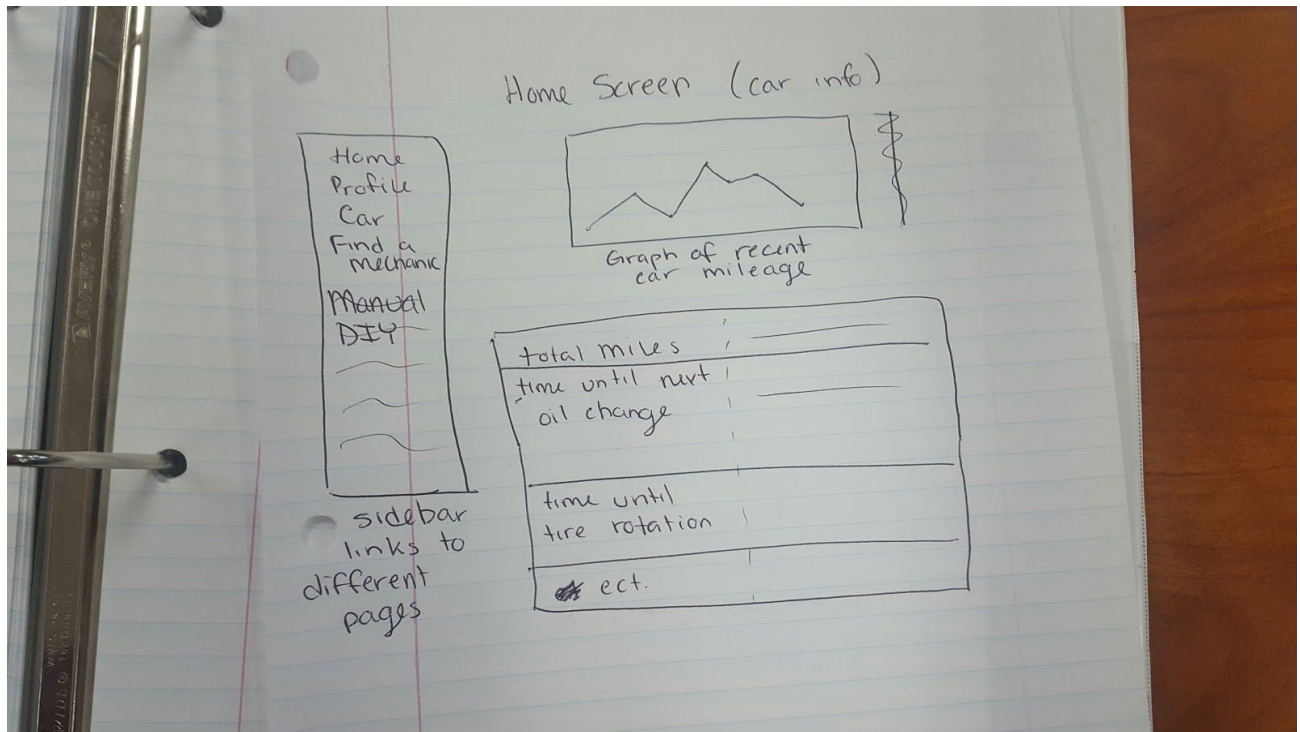 Home Screen (car info)
Home
Profile
Car
Find a
mechanic
Manual
DIY
sidebar
links to
different
pages
Graph of recent
car mileage
total miles
time until next
oil change
time until
tire rotation
ect.